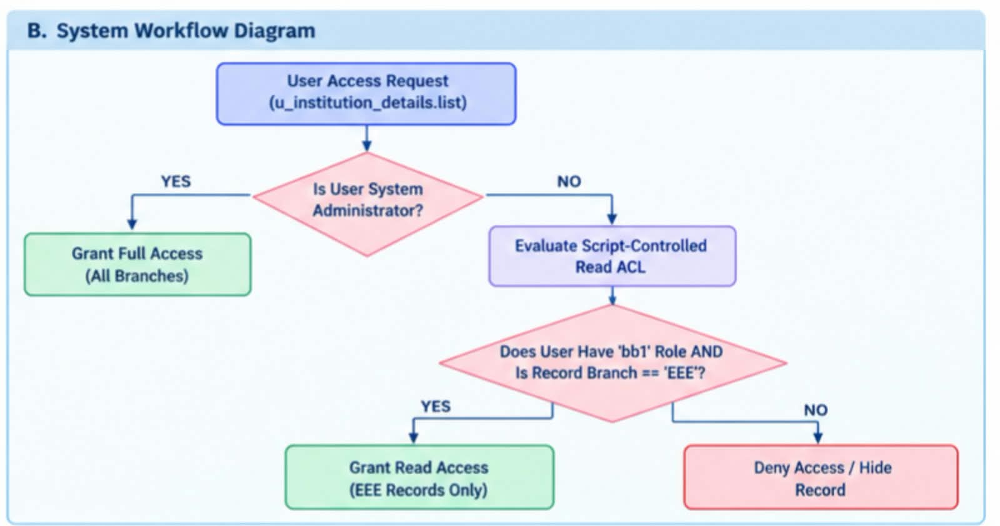 B. System Workflow Diagram
User Access Request
(u_institution_details.list)
YES
Is User System
Administrator?
NO
Grant Full Access
(All Branches)
Evaluate Script-Controlled
Read ACL
Does User Have 'bb1' Role AND
Is Record Branch == 'EEE'?
YES
NO
Grant Read Access
(EEE Records Only)
Deny Access / Hide
Record